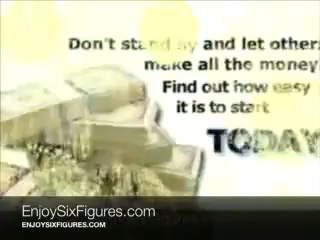 Don't stand by and let others
make all the money
Find out how easy
it is to start
TODAY
EnjoySixFigures.com
ENJOYSIXFIGURES.COM